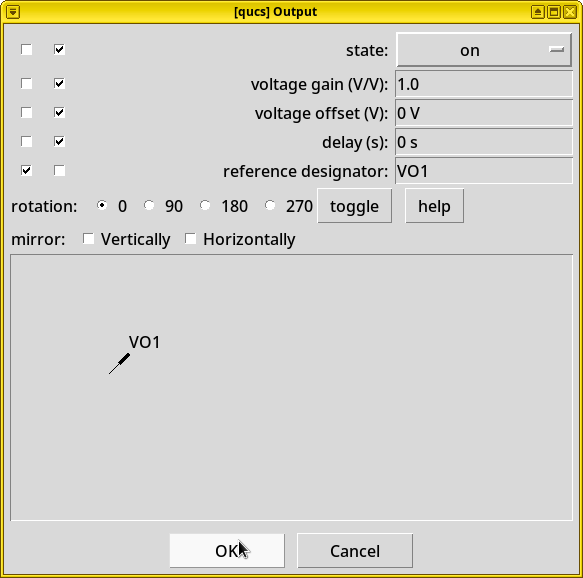 [qucs] Output
state: on
voltage gain (V/V): 1.0
voltage offset (V): 0 V
delay (s): 0 s
reference designator: VO1
rotation: 0 90 180 270 toggle help
mirror: Vertically Horizontally
VO1
OK Cancel